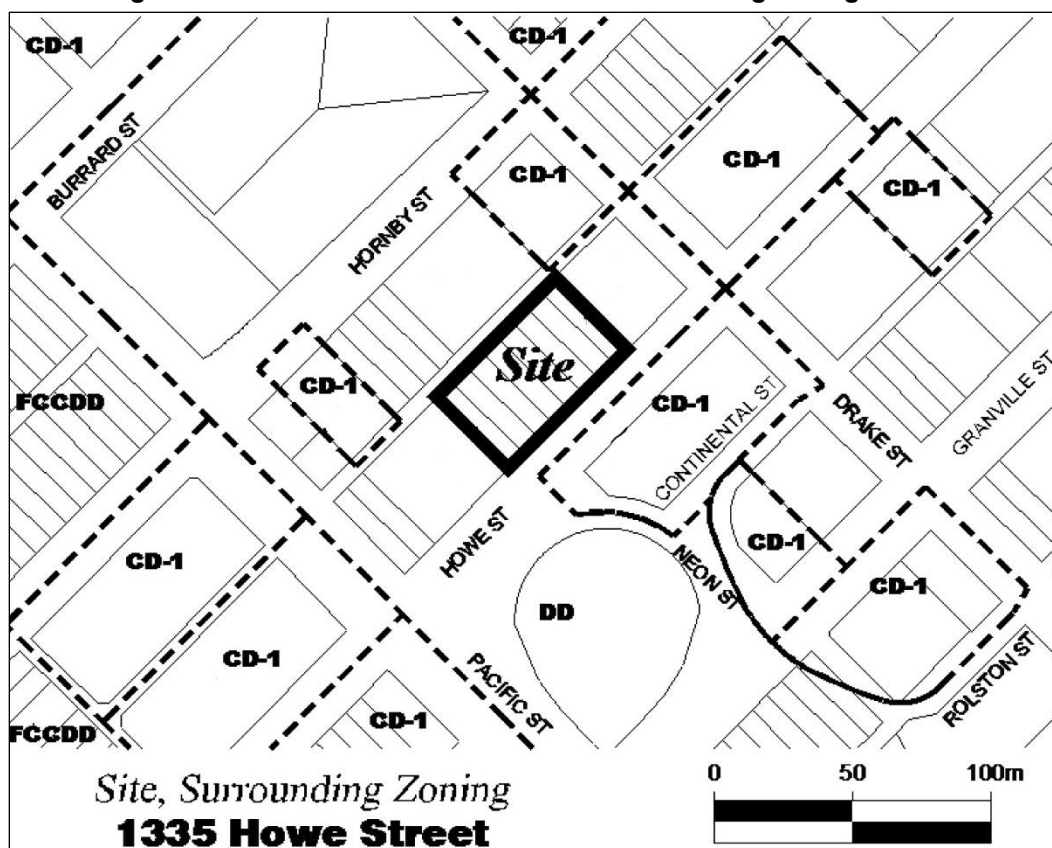 CD-1
CD-1
BURRARD ST
CD-1
CD-1
CD-1
HORNBY ST
Site
CD-1
CD-1
FCCDD
CONTINENTAL ST
DRAKE ST
GRANVILLE ST
HOWE ST
CD-1
NEON ST
CD-1
CD-1
DD
CD-1
PACIFIC ST
ROLSTON ST
CD-1
FCCDD
Site, Surrounding Zoning
1335 Howe Street
0 50 100m